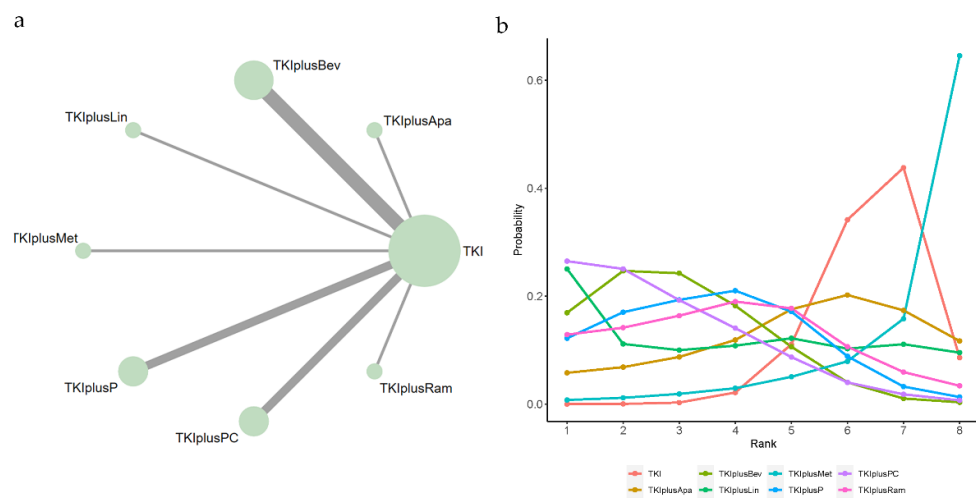 a
TKIplusBev
TKIplusLin
TKIplusApa
TKIplusMet
TKI
TKIplusP
TKIplusRam
TKIplusPC
b
Probability
0.6
0.4
0.2
0.0
1 2 3 4 5 6 7 8
Rank
TKI TKIplusBev TKIplusMet TKIplusPC
TKIplusApa TKIplusLin TKIplusP TKIplusRam